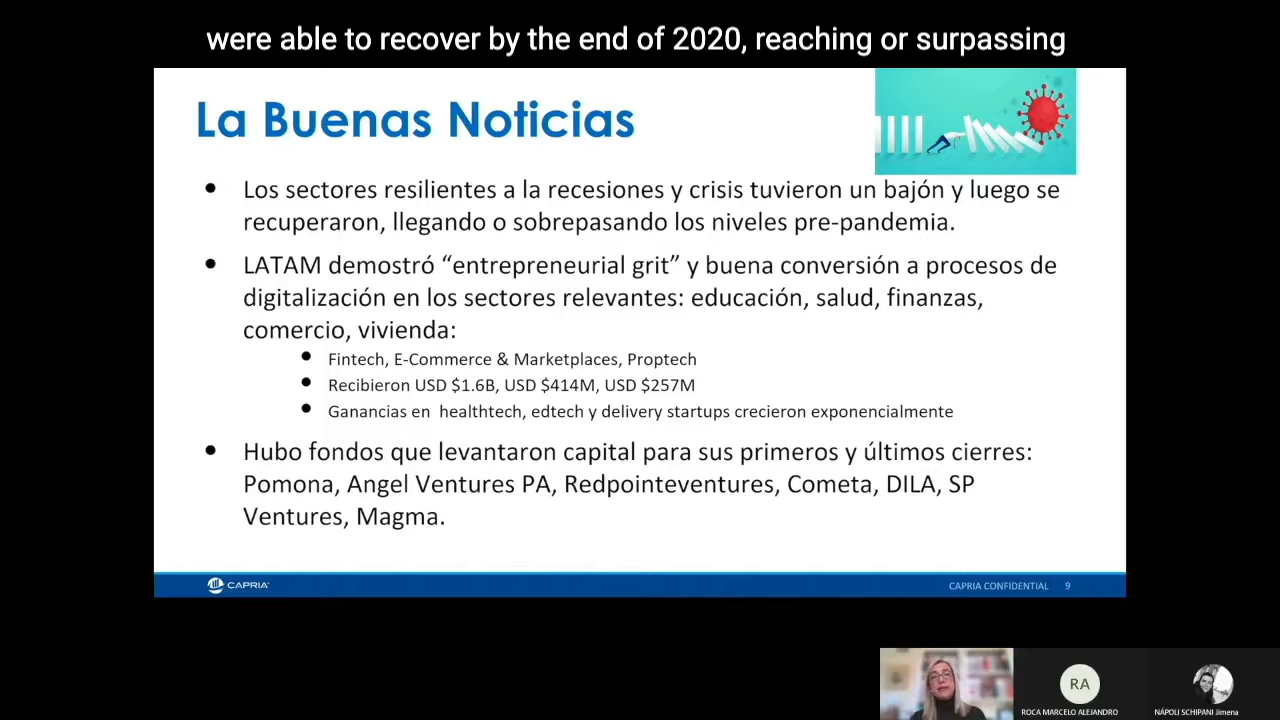 were able to recover by the end of 2020, reaching or surpassing
La Buenas Noticias
Los sectores resilientes a la recesiones y crisis tuvieron un bajón y luego se
recuperaron, llegando o sobrepasando los niveles pre-pandemia.
LATAM demostró “entrepreneurial grit” y buena conversión a procesos de
digitalización en los sectores relevantes: educación, salud, finanzas,
comercio, vivienda:
Fintech, E-Commerce & Marketplaces, Proptech
Recibieron USD $1.6B, USD $414M, USD $257M
Ganancias en healthtech, edtech y delivery startups crecieron exponencialmente
Hubo fondos que levantaron capital para sus primeros y últimos cierres:
Pomona, Angel Ventures PA, Redpointeventures, Cometa, DILA, SP
Ventures, Magma.
CAPRIA
CAPRIA CONFIDENTIAL 9
RA
ROCA MARCELO ALEJANDRO
NÁPOLI SCHIPANI Jimena